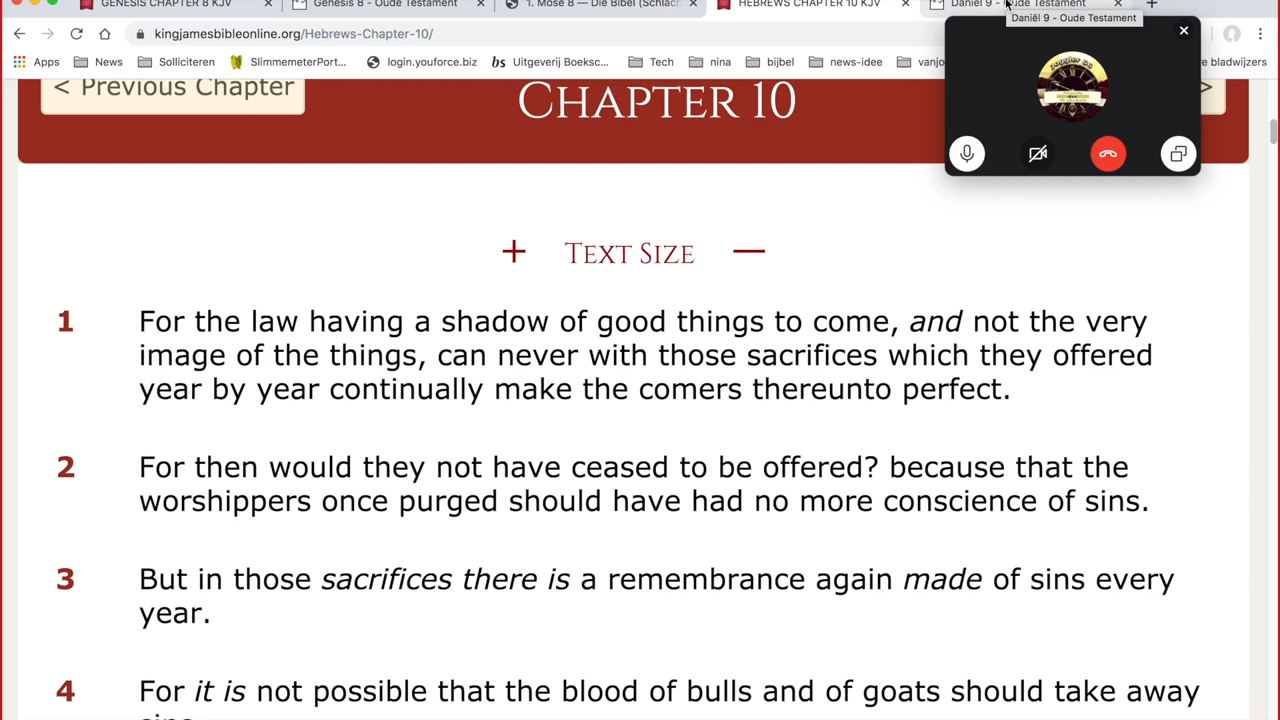 GENESIS CHAPTER 8 KJV
Genesis 8 - Oude Testament
1. Mose 8 — Die Bibel (Schlach
HEBREWS CHAPTER 10 KJV
Daniël 9 - Oude Testament
Daniël 9 - Oude Testament
kingjamesbibleonline.org/Hebrews-Chapter-10/
Apps
News
Solliciteren
SlimmemeterPort...
login.youforce.biz
bs Uitgeverij Boeksc...
Tech
nina
bijbel
news-idee
vanjo
re bladwijzers
< Previous Chapter
CHAPTER 10
>
+ TEXT SIZE —
1 For the law having a shadow of good things to come, and not the very
image of the things, can never with those sacrifices which they offered
year by year continually make the comers thereunto perfect.
2 For then would they not have ceased to be offered? because that the
worshippers once purged should have had no more conscience of sins.
3 But in those sacrifices there is a remembrance again made of sins every
year.
4 For it is not possible that the blood of bulls and of goats should take away
sins.